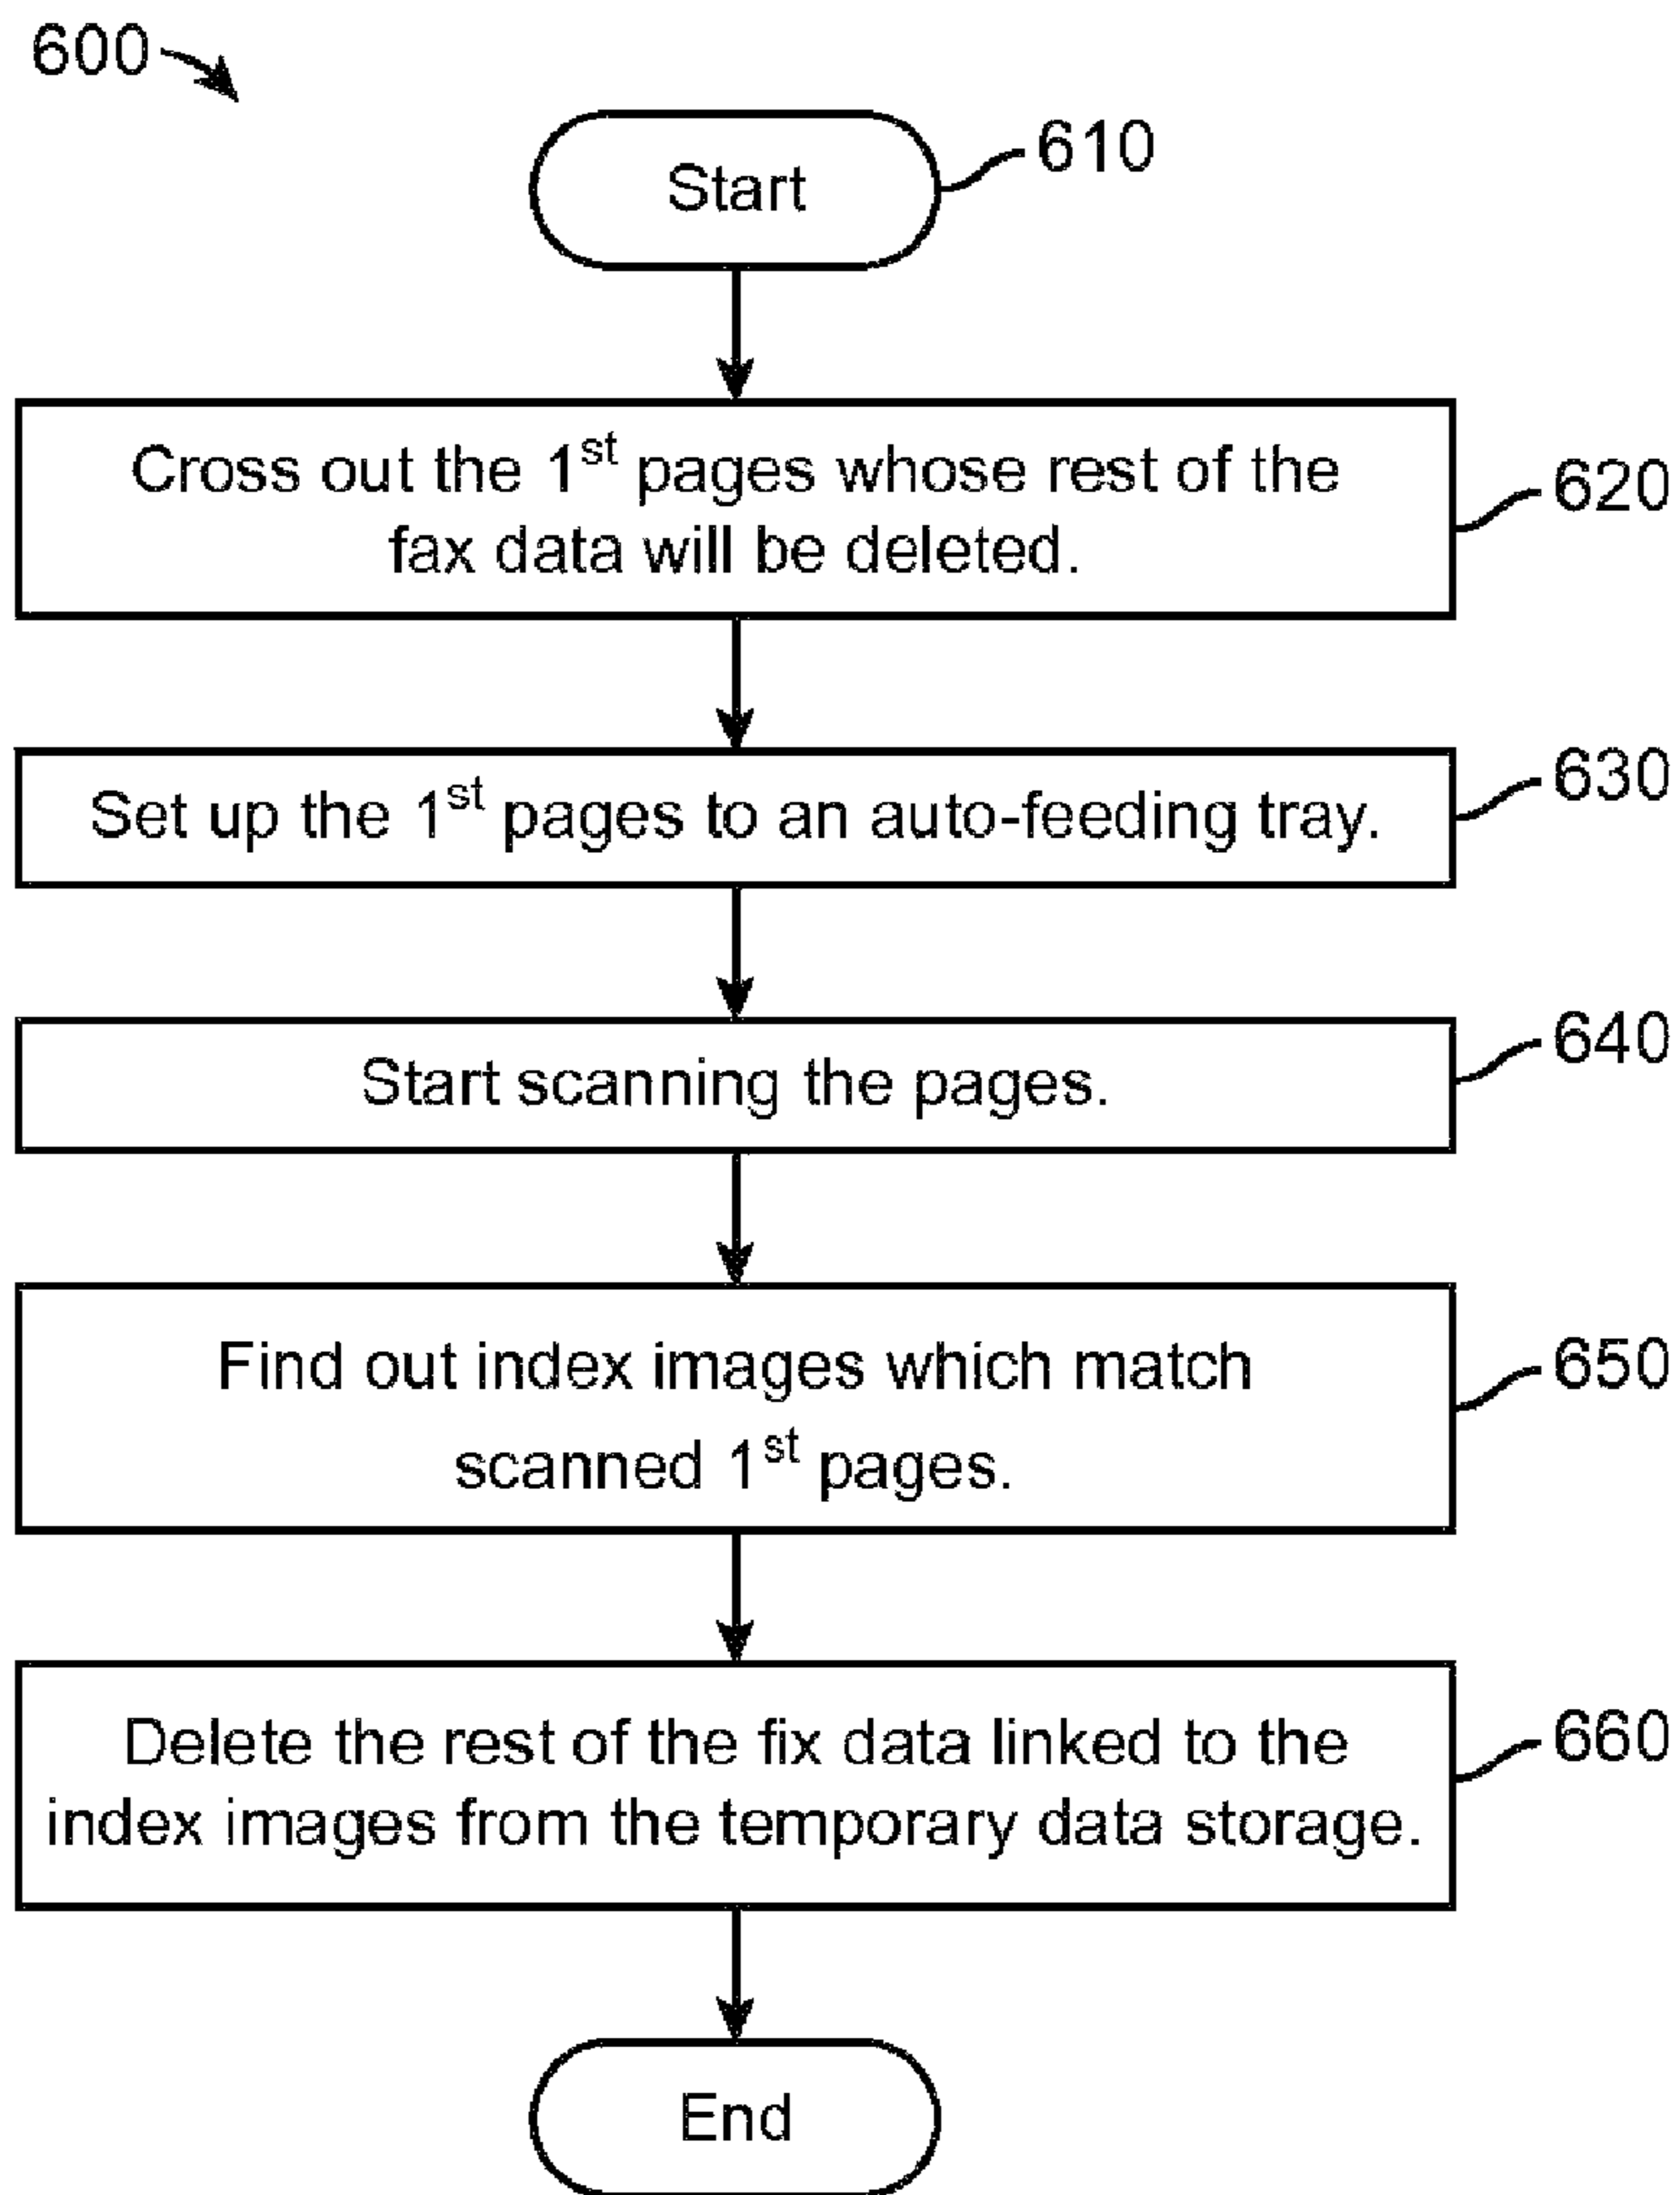 600
Start
610
Cross out the 1st pages whose rest of the
fax data will be deleted.
620
Set up the 1st pages to an auto-feeding tray.
630
Start scanning the pages.
640
Find out index images which match
scanned 1st pages.
650
Delete the rest of the fix data linked to the
index images from the temporary data storage.
660
End